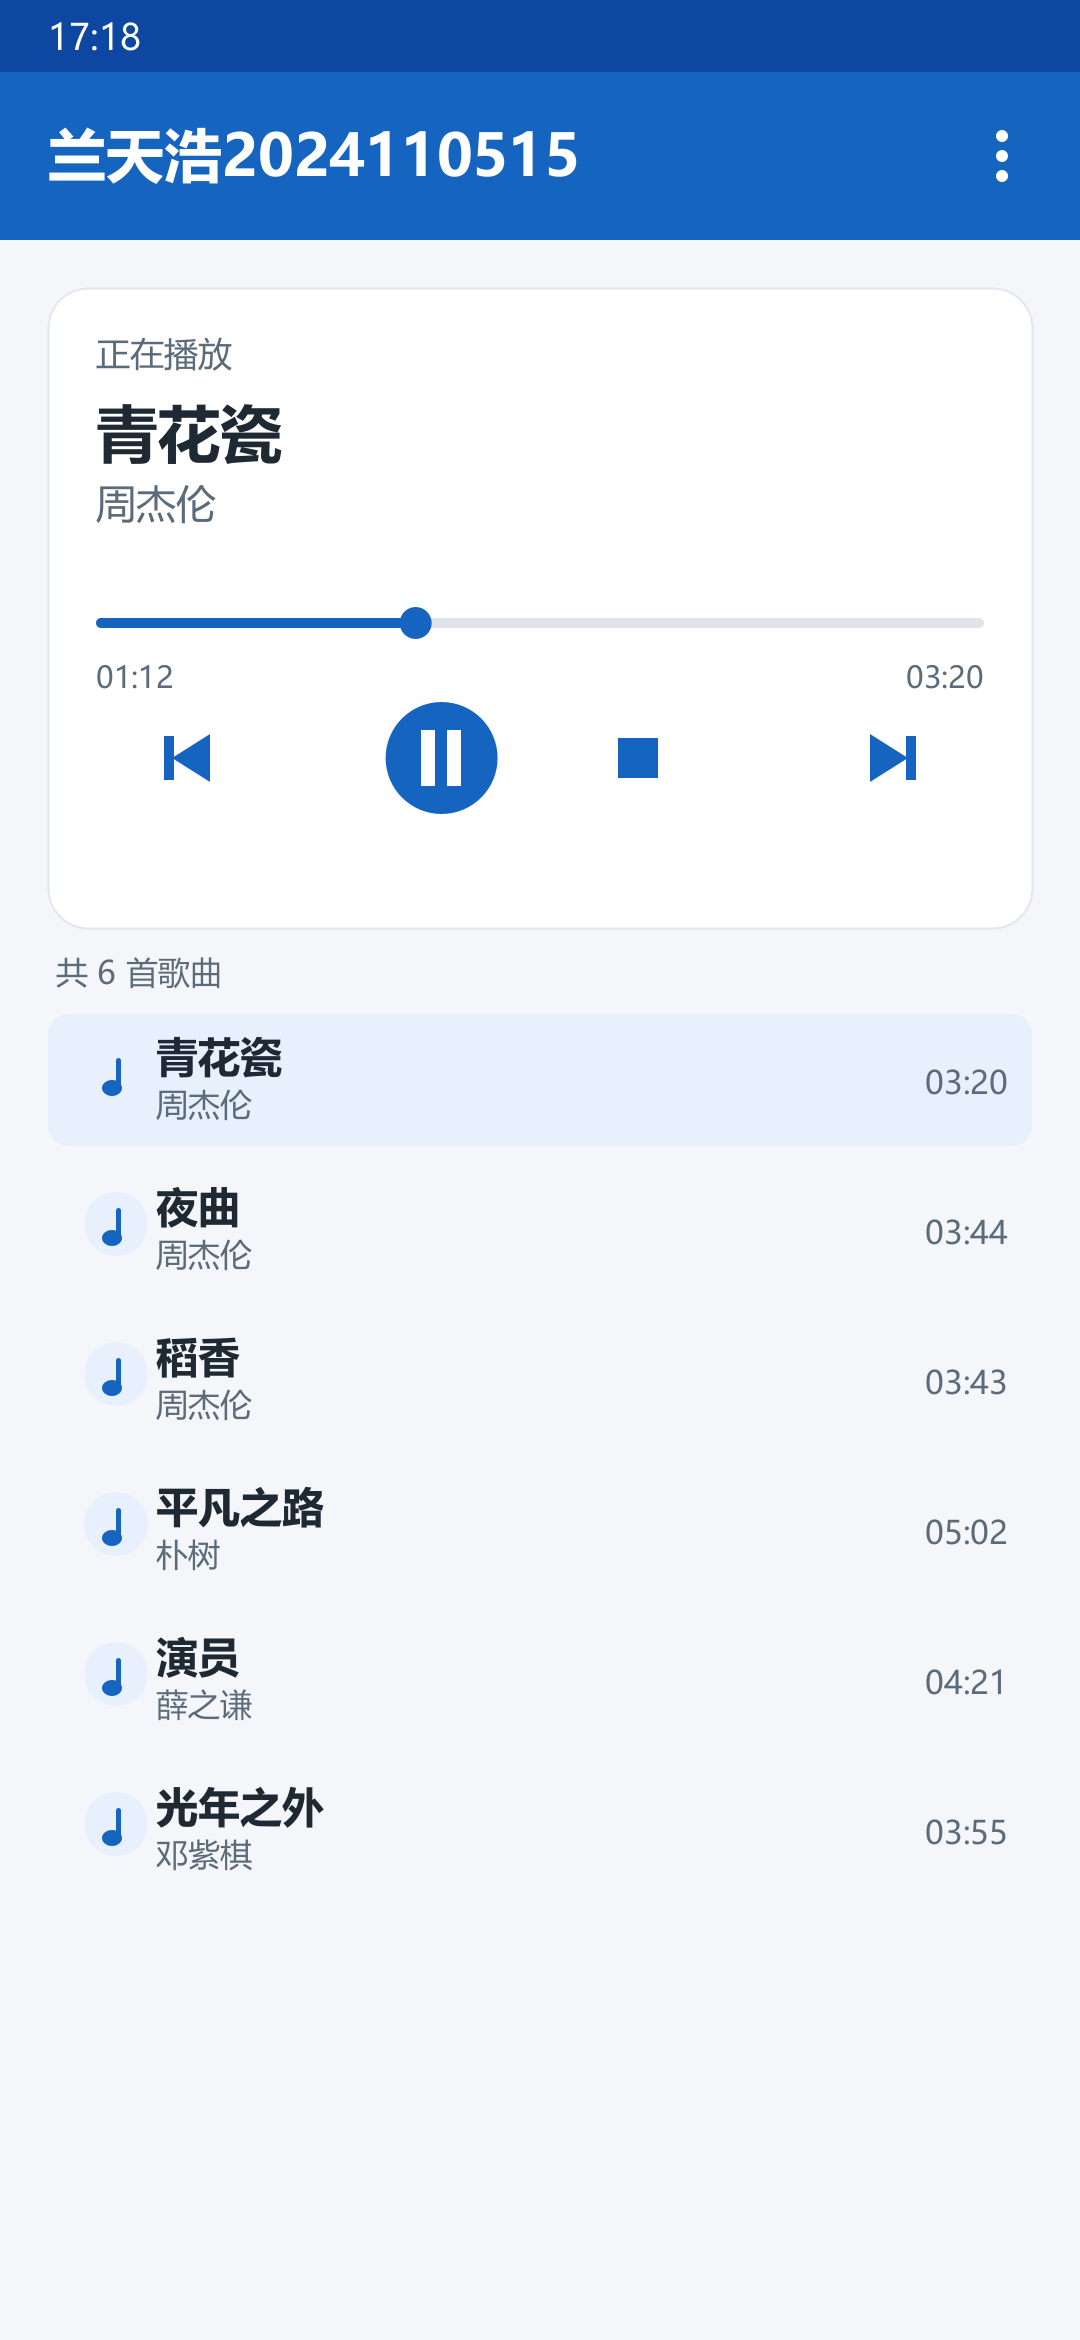 17:18
兰天浩2024110515
正在播放
青花瓷
周杰伦
01:12 03:20
共 6 首歌曲
青花瓷
周杰伦
03:20
夜曲
周杰伦
03:44
稻香
周杰伦
03:43
平凡之路
朴树
05:02
演员
薛之谦
04:21
光年之外
邓紫棋
03:55